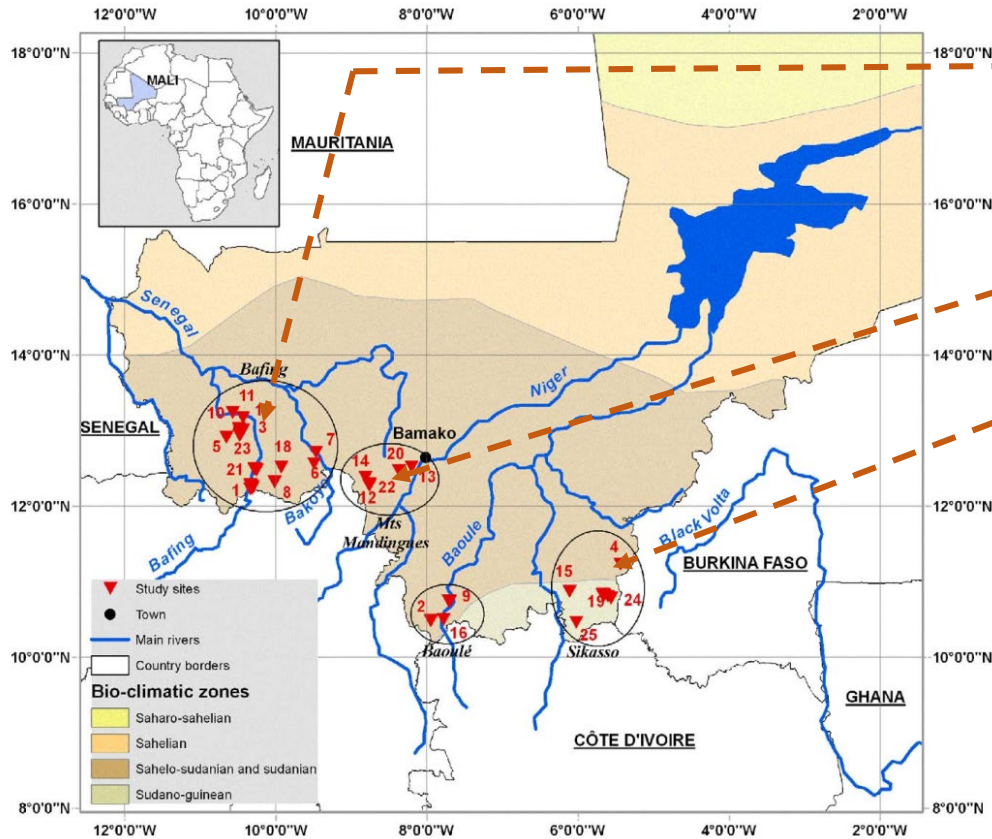 12°0'0"W 10°0'0"W 8°0'0"W 6°0'0"W 4°0'0"W 2°0'0"W
18°0'0"N 18°0'0"N
MALI
MAURITANIA
16°0'0"N 16°0'0"N
Senegal
14°0'0"N 14°0'0"N
Bafing
Niger
11
10 1
SENEGAL 3 7 Bamako
5 23 18 20
21 14 6 13
1 8 12 22
12°0'0"N Bakoye 12°0'0"N
Mts
Mandingues
Baoule
Black Volta
Bafing 4
BURKINA FASO
15
2 9 19 24
16 25
Baoulé Sikasso
10°0'0"N 10°0'0"N
GHANA
CÔTE D'IVOIRE
Study sites
Town
Main rivers
Country borders
Bio-climatic zones
Saharo-sahelian
Sahelian
Sahelo-sudanian and sudanian
Sudano-guinean
8°0'0"N 8°0'0"N
12°0'0"W 10°0'0"W 8°0'0"W 6°0'0"W 4°0'0"W 2°0'0"W